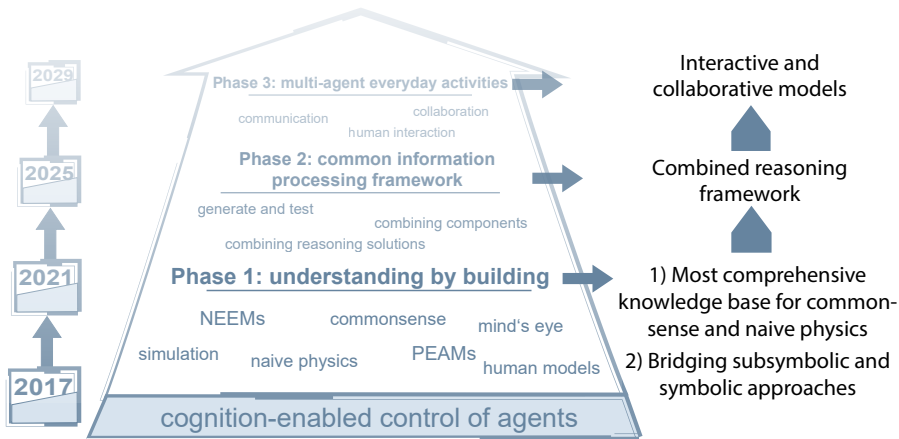 2029
Phase 3: multi-agent everyday activities
communication
collaboration
human interaction
Interactive and
collaborative models
2025
Phase 2: common information
processing framework
generate and test
combining components
combining reasoning solutions
Combined reasoning
framework
2021
Phase 1: understanding by building
NEEMs
commonsense
mind's eye
simulation
naive physics
PEAMs
human models
1) Most comprehensive
knowledge base for common-
sense and naive physics
2) Bridging subsymbolic and
symbolic approaches
2017
cognition-enabled control of agents